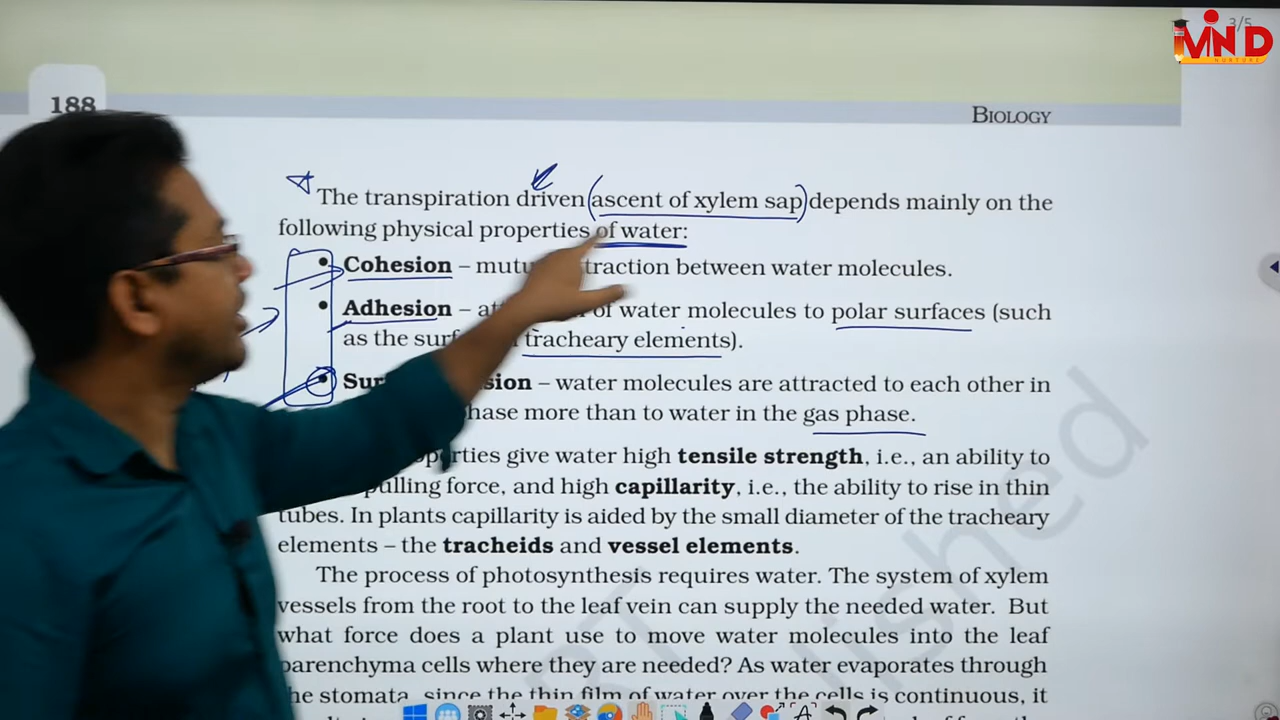 3/5
MIND
NURTURE
188
BIOLOGY
The transpiration driven (ascent of xylem sap) depends mainly on the
following physical properties of water:
• Cohesion – mutu traction between water molecules.
• Adhesion – at of water molecules to polar surfaces (such
as the surf tracheary elements).
• Sur sion – water molecules are attracted to each other in
hase more than to water in the gas phase.
perties give water high tensile strength, i.e., an ability to
pulling force, and high capillarity, i.e., the ability to rise in thin
tubes. In plants capillarity is aided by the small diameter of the tracheary
elements – the tracheids and vessel elements.
The process of photosynthesis requires water. The system of xylem
vessels from the root to the leaf vein can supply the needed water. But
what force does a plant use to move water molecules into the leaf
parenchyma cells where they are needed? As water evaporates through
the stomata, since the thin film of water over the cells is continuous, it